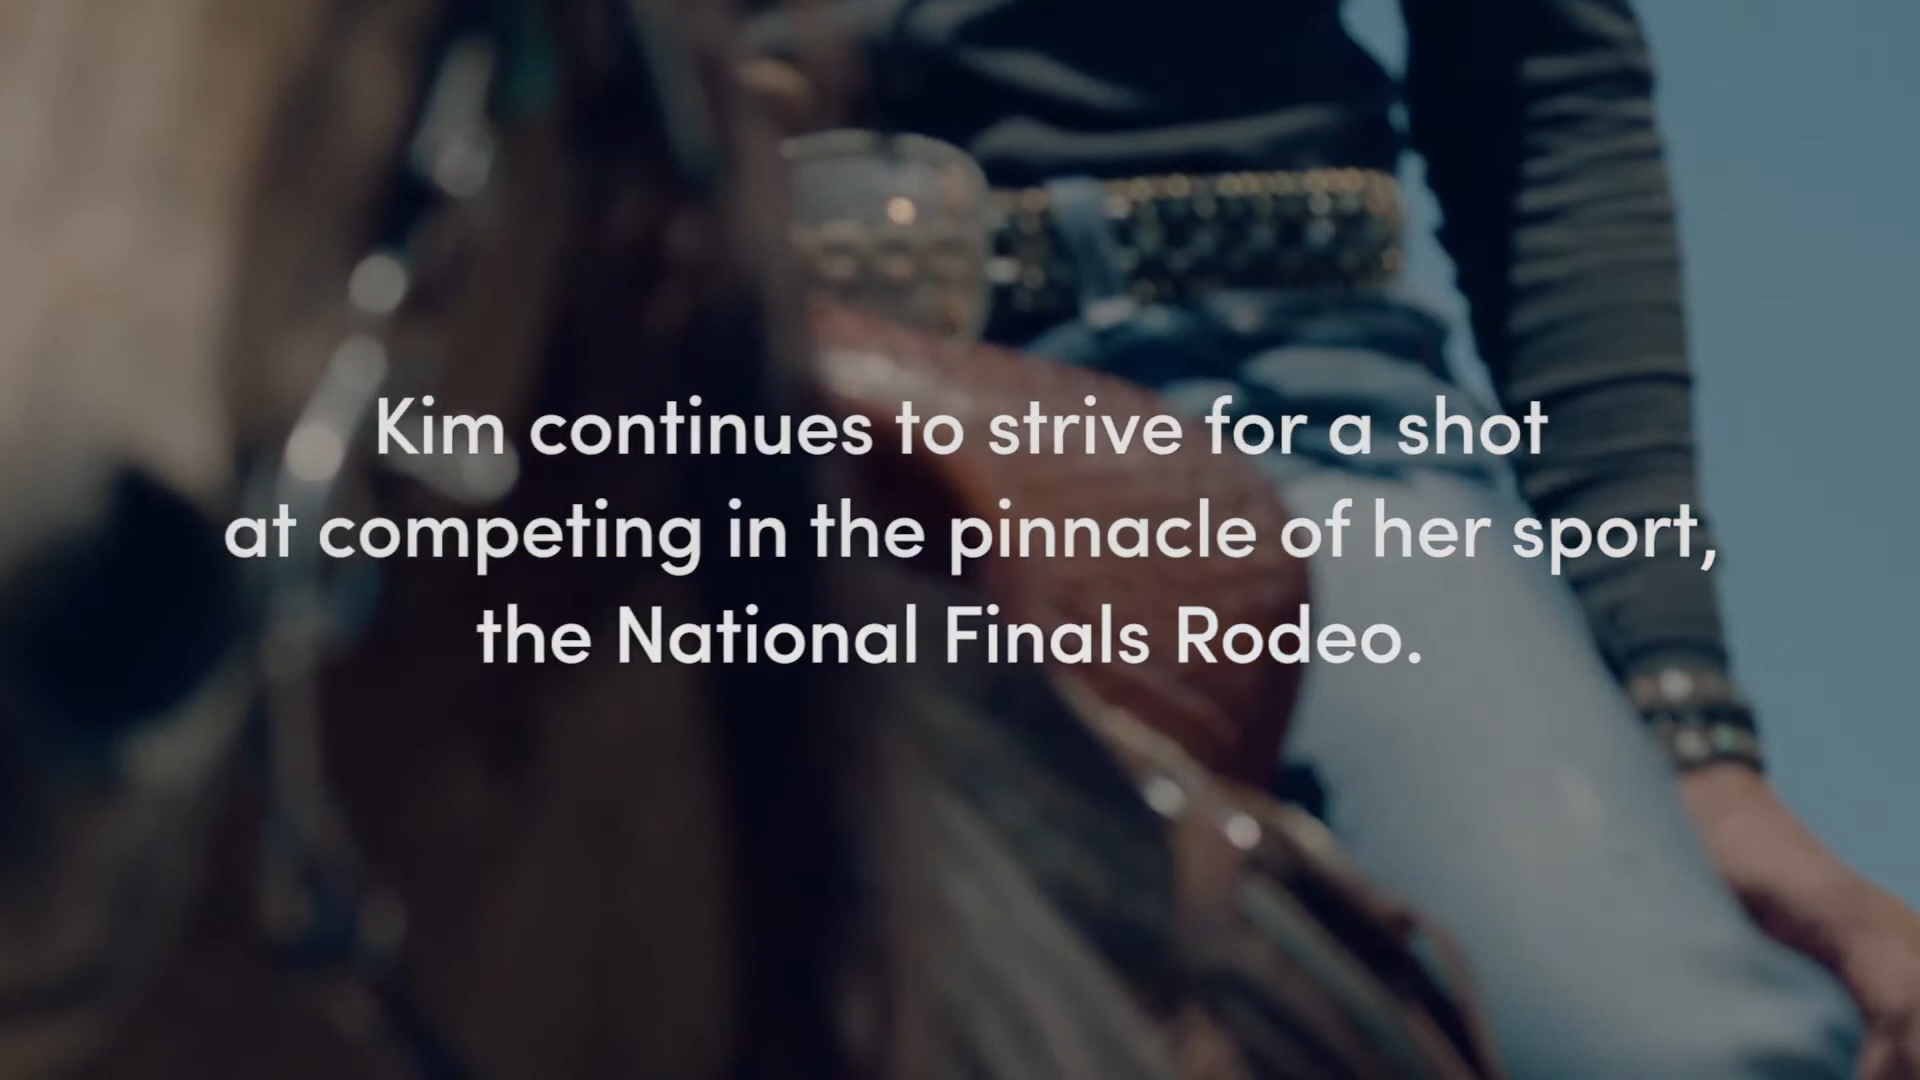 Kim continues to strive for a shot
at competing in the pinnacle of her sport,
the National Finals Rodeo.